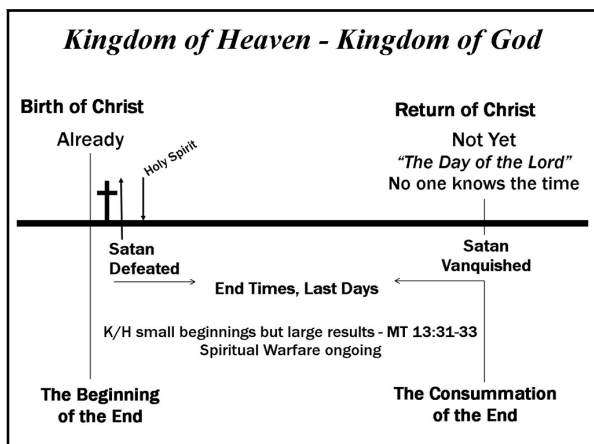 Kingdom of Heaven - Kingdom of God
Birth of Christ
Already
Holy Spirit
Return of Christ
Not Yet
“The Day of the Lord”
No one knows the time
Satan
Defeated
Satan
Vanquished
End Times, Last Days
K/H small beginnings but large results - MT 13:31-33
Spiritual Warfare ongoing
The Beginning
of the End
The Consummation
of the End